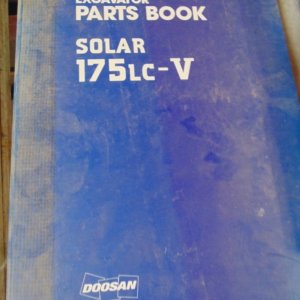 EXCAVATOR
PARTS BOOK
SOLAR
175LC-V
DOOSAN